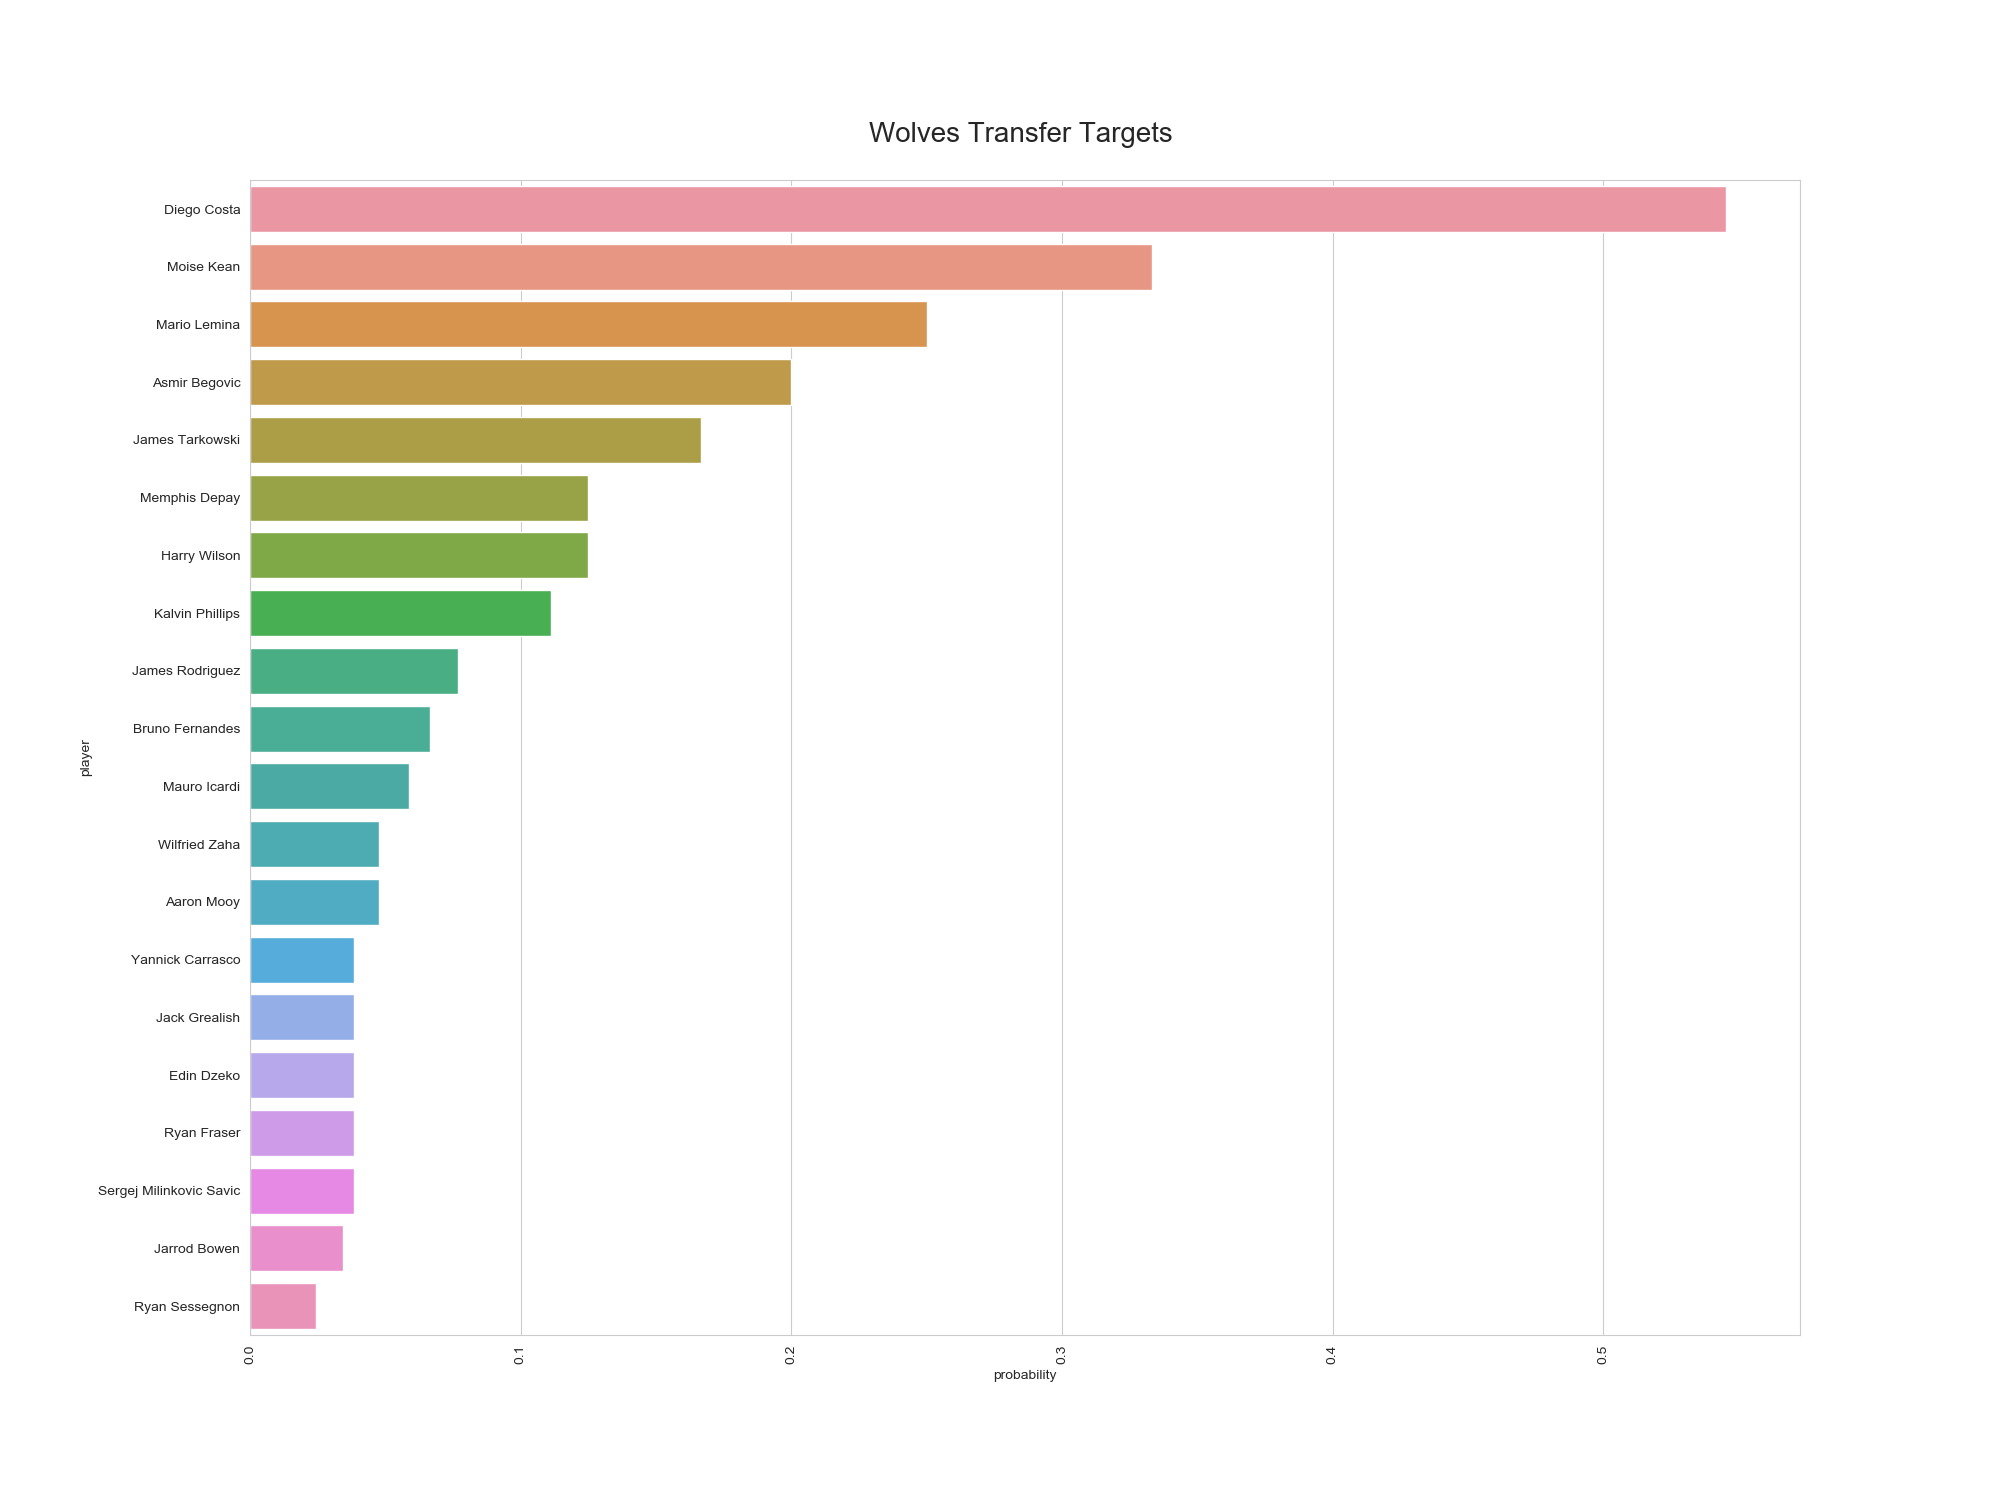 Wolves Transfer Targets
Diego Costa
Moise Kean
Mario Lemina
Asmir Begovic
James Tarkowski
Memphis Depay
Harry Wilson
Kalvin Phillips
James Rodriguez
Bruno Fernandes
Mauro Icardi
Wilfried Zaha
Aaron Mooy
Yannick Carrasco
Jack Grealish
Edin Dzeko
Ryan Fraser
Sergej Milinkovic Savic
Jarrod Bowen
Ryan Sessegnon
player
0.0
0.1
0.2
0.3
0.4
0.5
probability